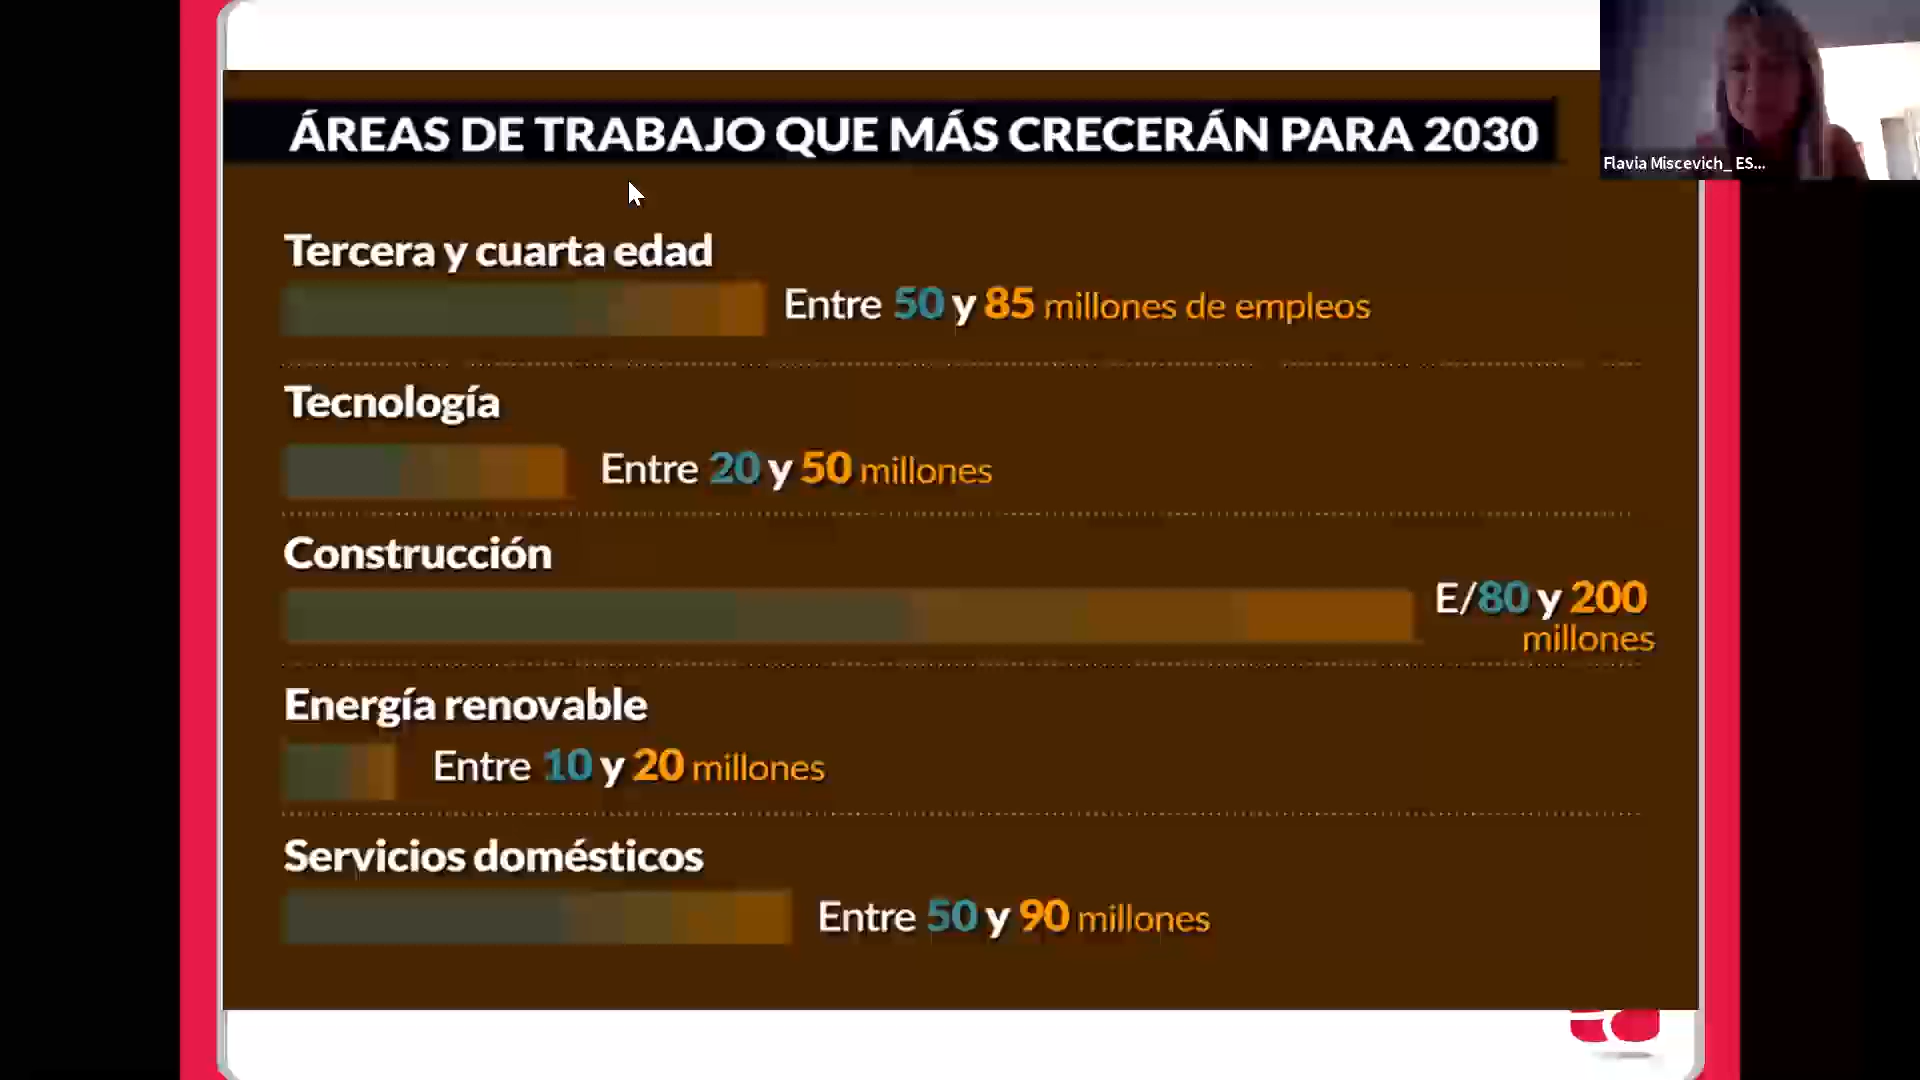 ÁREAS DE TRABAJO QUE MÁS CRECERÁN PARA 2030
Flavia Miscevich_ ES...
Tercera y cuarta edad
Entre 50 y 85 millones de empleos
Tecnología
Entre 20 y 50 millones
Construcción
E/80 y 200
millones
Energía renovable
Entre 10 y 20 millones
Servicios domésticos
Entre 50 y 90 millones